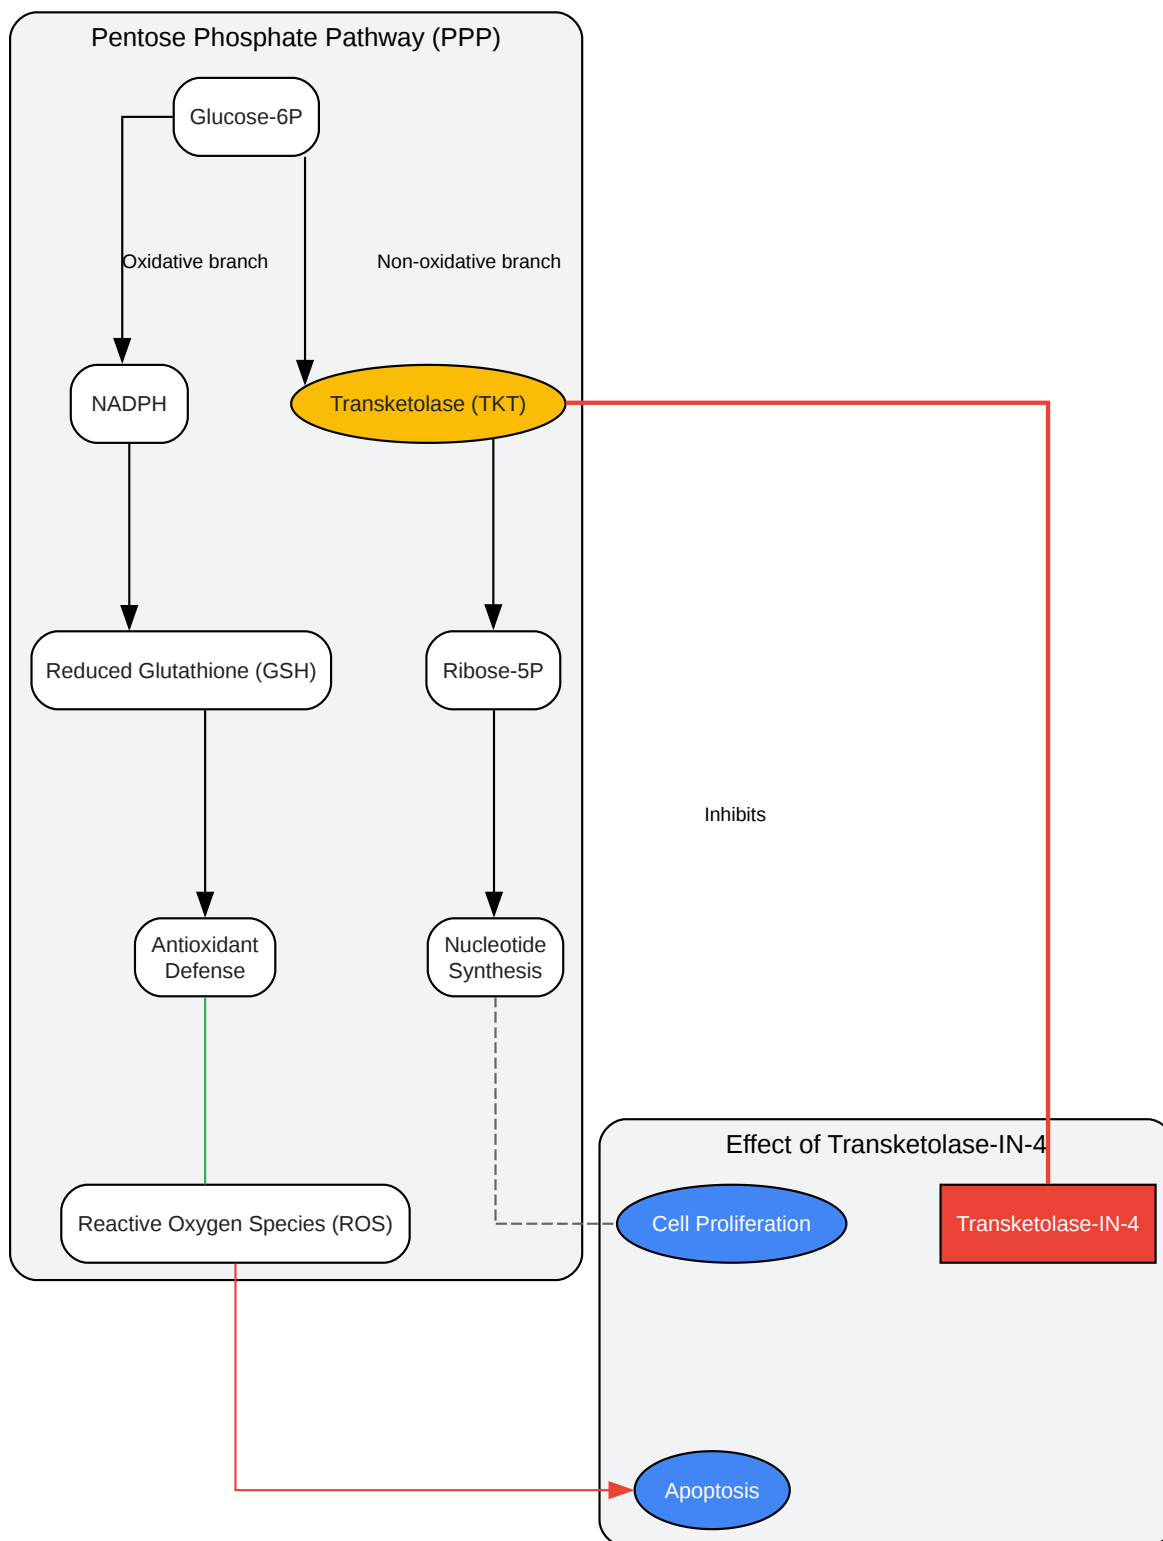 Pentose Phosphate Pathway (PPP)
Glucose-6P
Oxidative branch
Non-oxidative branch
NADPH
Transketolase (TKT)
Reduced Glutathione (GSH)
Ribose-5P
Inhibits
Antioxidant
Defense
Nucleotide
Synthesis
Effect of Transketolase-IN-4
Reactive Oxygen Species (ROS)
Cell Proliferation
Transketolase-IN-4
Apoptosis